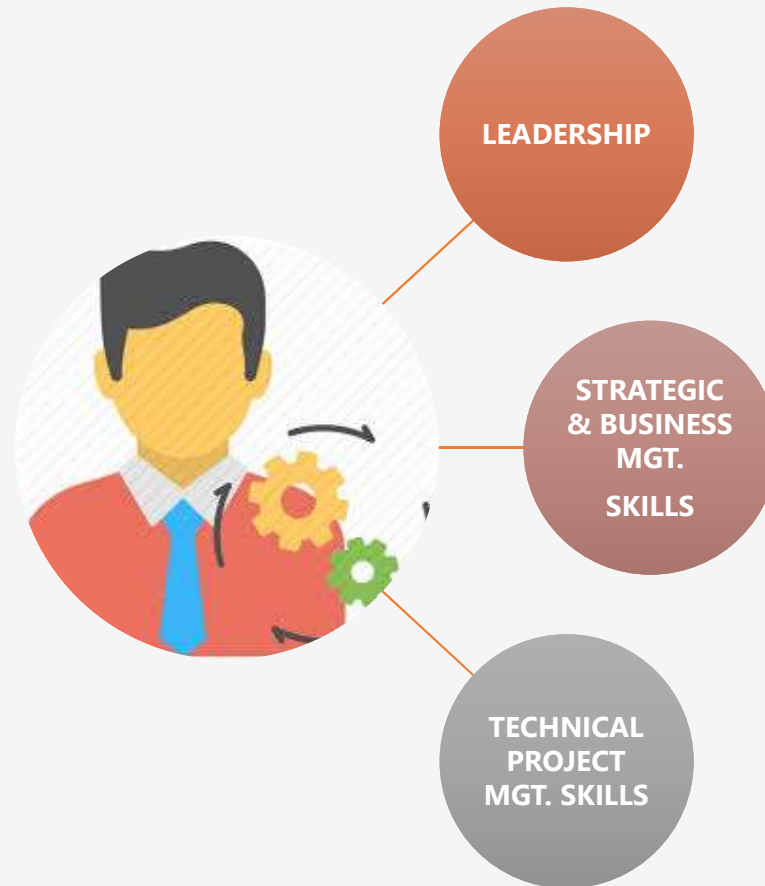 LEADERSHIP
STRATEGIC
& BUSINESS
MGT.
SKILLS
TECHNICAL
PROJECT
MGT. SKILLS